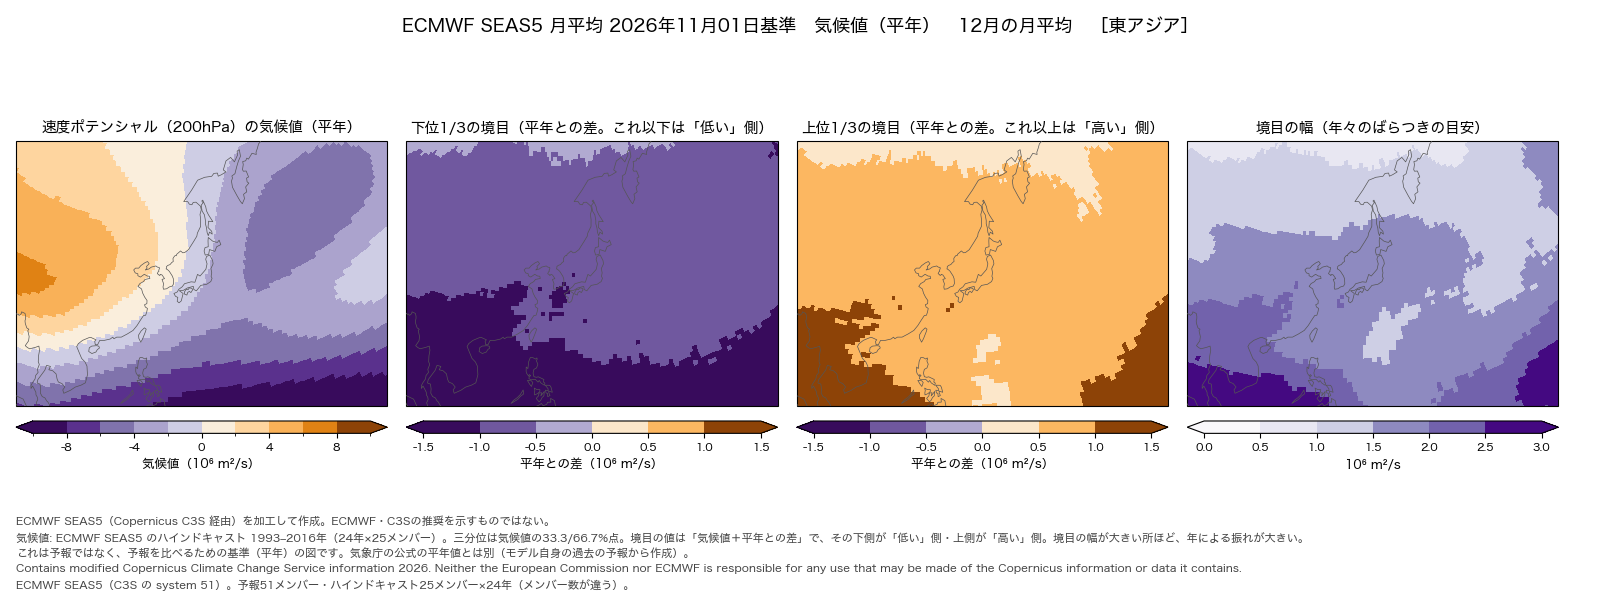 ECMWF SEAS5 月平均 2026年11月01日基準　気候値（平年）　12月の月平均　［東アジア］
速度ポテンシャル（200hPa）の気候値（平年）
下位1/3の境目（平年との差。これ以下は「低い」側）
上位1/3の境目（平年との差。これ以上は「高い」側）
境目の幅（年々のばらつきの目安）
-8 -4 0 4 8
-1.5 -1.0 -0.5 0.0 0.5 1.0 1.5
-1.5 -1.0 -0.5 0.0 0.5 1.0 1.5
0.0 0.5 1.0 1.5 2.0 2.5 3.0
気候値（10⁶ m²/s）
平年との差（10⁶ m²/s）
平年との差（10⁶ m²/s）
10⁶ m²/s
ECMWF SEAS5（Copernicus C3S 経由）を加工して作成。ECMWF・C3Sの推奨を示すものではない。
気候値: ECMWF SEAS5 のハインドキャスト 1993–2016年（24年×25メンバー）。三分位は気候値の33.3/66.7%点。境目の値は「気候値＋平年との差」で、その下側が「低い」側・上側が「高い」側。境目の幅が大きい所ほど、年による振れが大きい。
これは予報ではなく、予報を比べるための基準（平年）の図です。気象庁の公式の平年値とは別（モデル自身の過去の予報から作成）。
Contains modified Copernicus Climate Change Service information 2026. Neither the European Commission nor ECMWF is responsible for any use that may be made of the Copernicus information or data it contains.
ECMWF SEAS5（C3S の system 51）。予報51メンバー・ハインドキャスト25メンバー×24年（メンバー数が違う）。